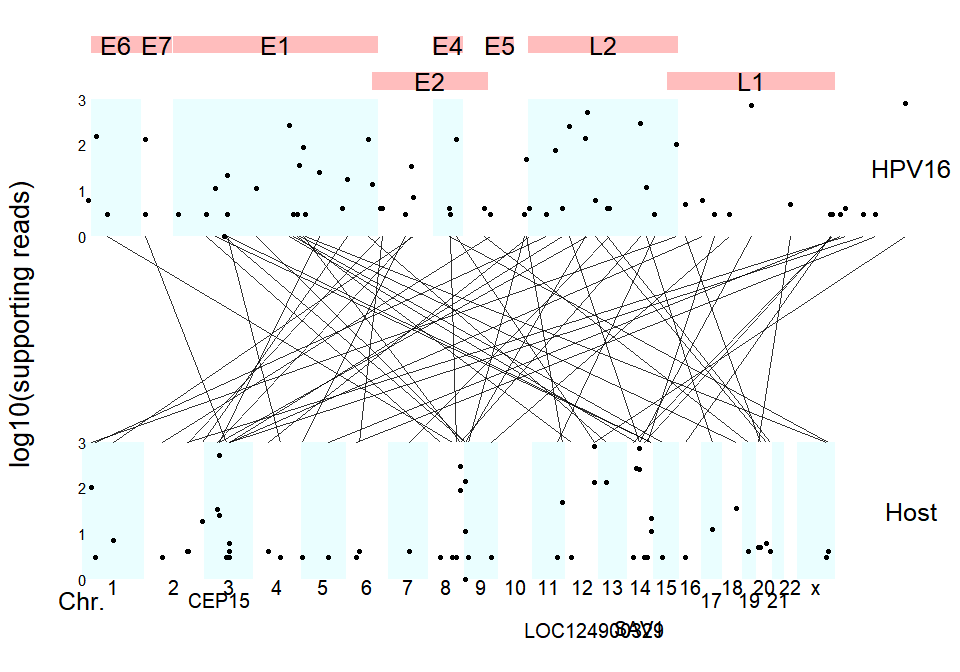 E6 E7 E1 E4 E5 L2
E2 L1
3
2
1
0
HPV16
log10(supporting reads)
3
2
1
0
Host
1 2 3 4 5 6 7 8 9 10 11 12 13 14 15 16 18 20 22 x
Chr. CEP15 17 19 21
LOC124900329 SAV1